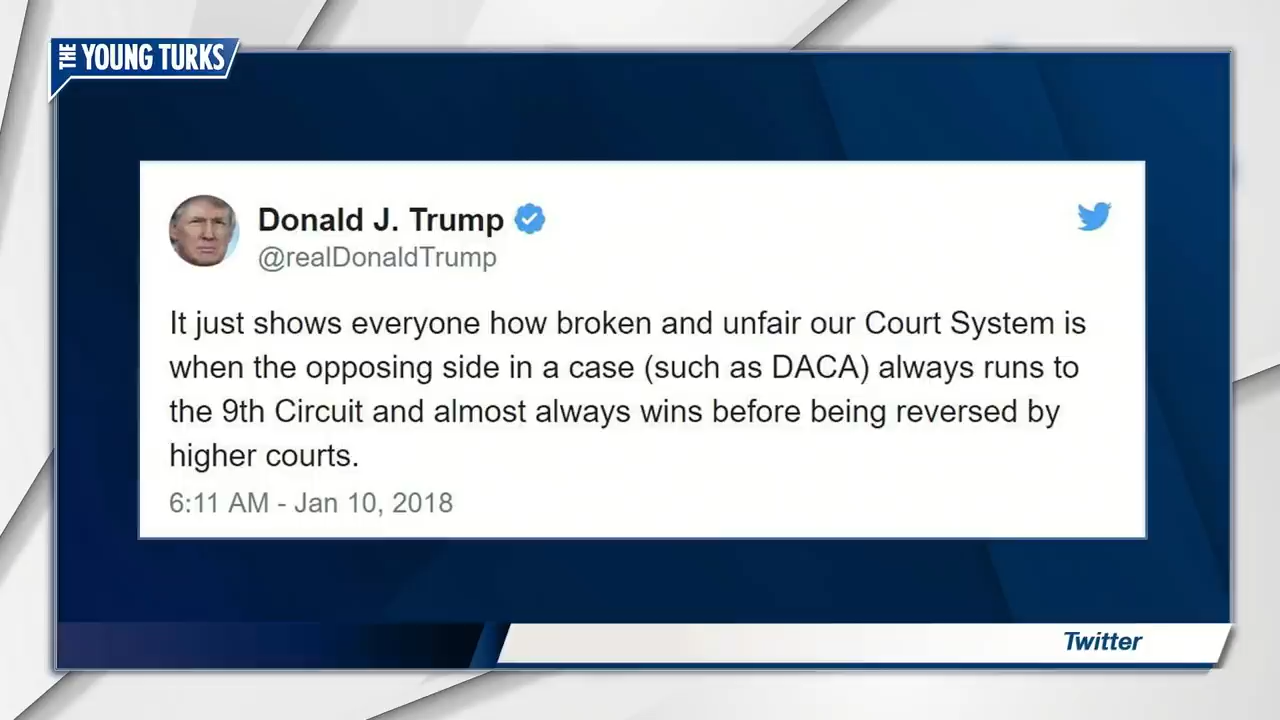 THE YOUNG TURKS
Donald J. Trump
@realDonaldTrump
It just shows everyone how broken and unfair our Court System is
when the opposing side in a case (such as DACA) always runs to
the 9th Circuit and almost always wins before being reversed by
higher courts.
6:11 AM - Jan 10, 2018
Twitter